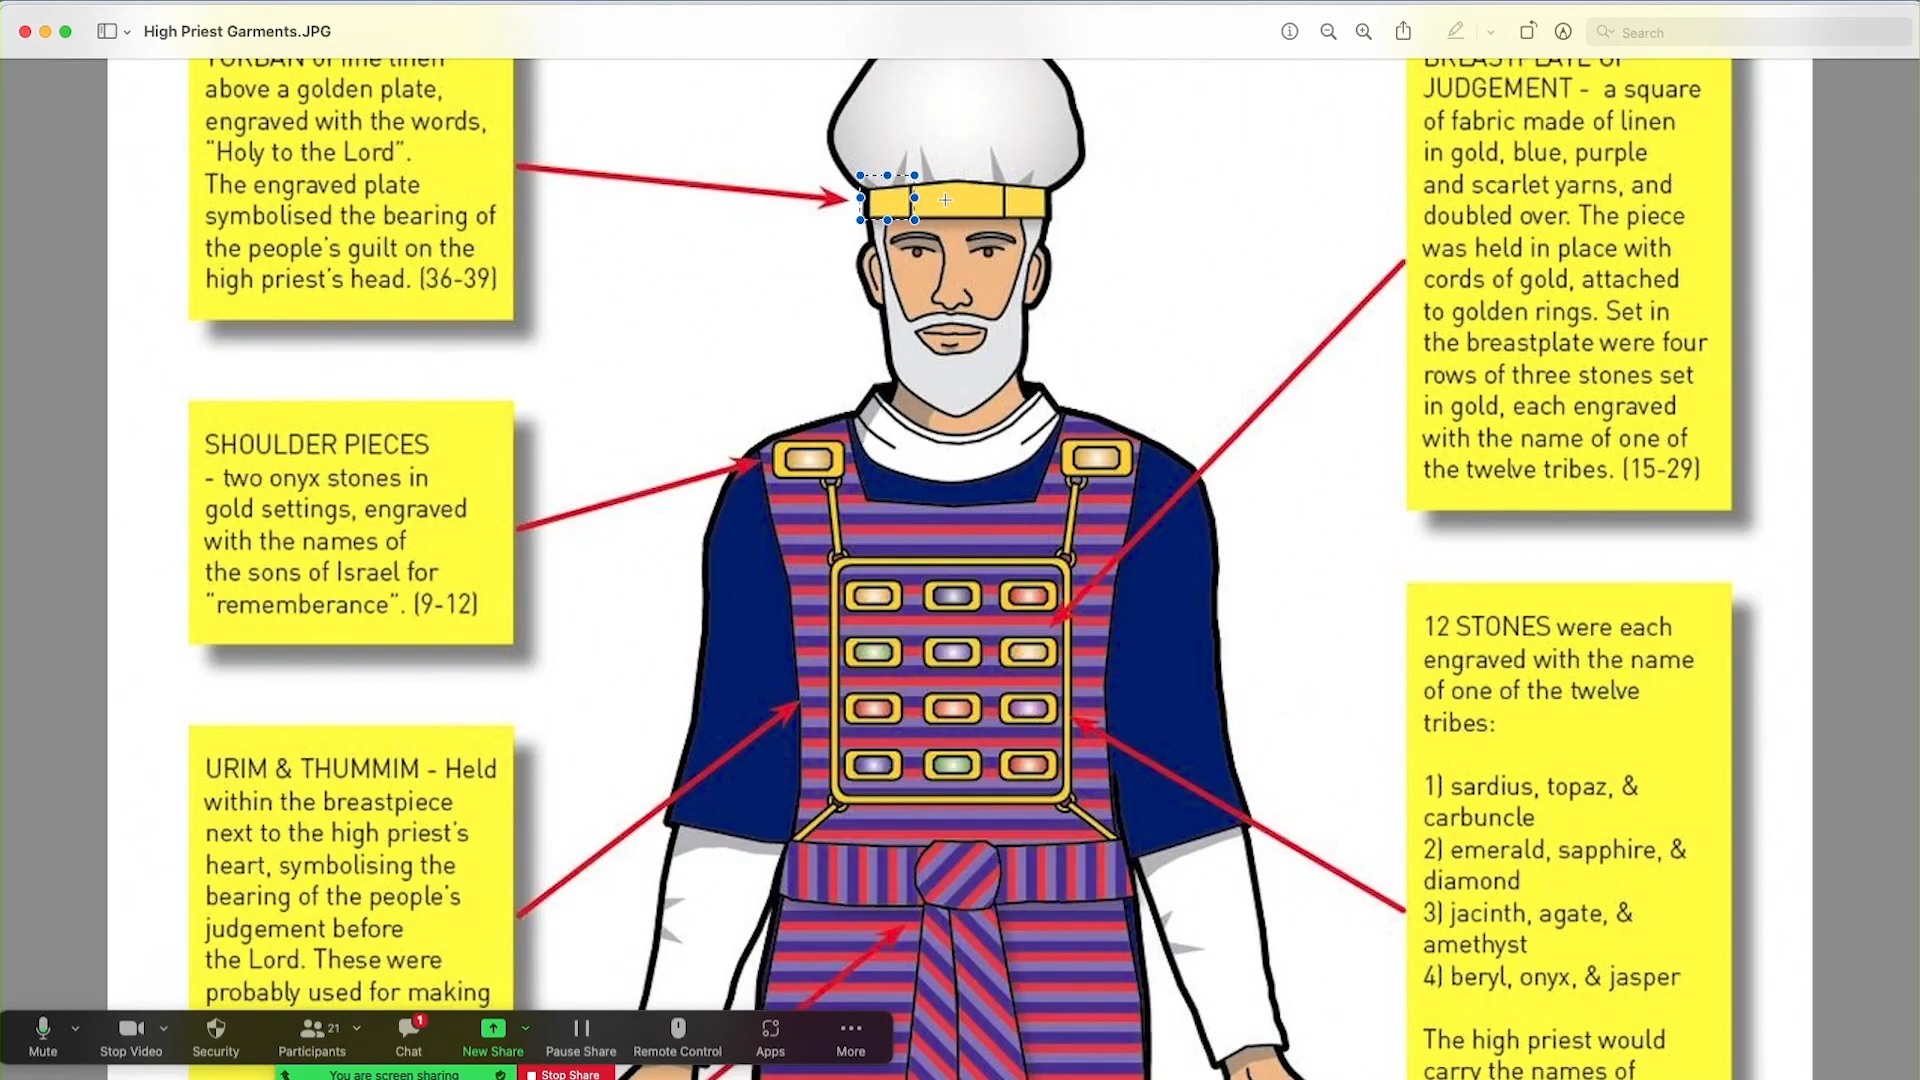 High Priest Garments.JPG
Search
TURBAN of fine linen
above a golden plate,
engraved with the words,
“Holy to the Lord”.
The engraved plate
symbolised the bearing of
the people’s guilt on the
high priest’s head. (36-39)
SHOULDER PIECES
- two onyx stones in
gold settings, engraved
with the names of
the sons of Israel for
“rememberance”. (9-12)
URIM & THUMMIM - Held
within the breastpiece
next to the high priest’s
heart, symbolising the
bearing of the people’s
judgement before
the Lord. These were
probably used for making
BREASTPLATE OF
JUDGEMENT - a square
of fabric made of linen
in gold, blue, purple
and scarlet yarns, and
doubled over. The piece
was held in place with
cords of gold, attached
to golden rings. Set in
the breastplate were four
rows of three stones set
in gold, each engraved
with the name of one of
the twelve tribes. (15-29)
12 STONES were each
engraved with the name
of one of the twelve
tribes:
1) sardius, topaz, &
carbuncle
2) emerald, sapphire, &
diamond
3) jacinth, agate, &
amethyst
4) beryl, onyx, & jasper
The high priest would
carry the names of
21
1
Mute
Stop Video
Security
Participants
Chat
New Share
Pause Share
Remote Control
Apps
More
You are screen sharing
Stop Share